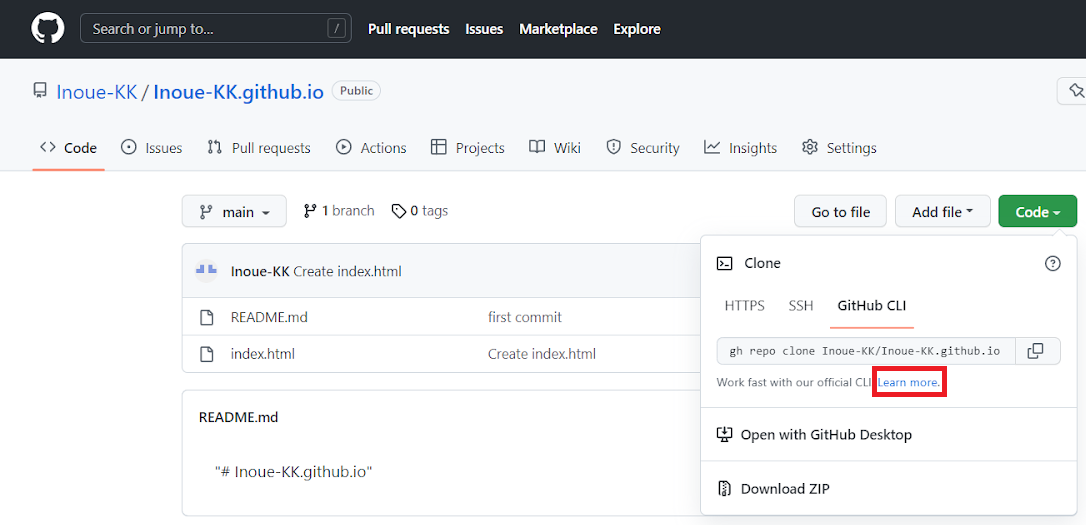 Search or jump to... /
Pull requests Issues Marketplace Explore
Inoue-KK / Inoue-KK.github.io Public
Code Issues Pull requests Actions Projects Wiki Security Insights Settings
main 1 branch 0 tags Go to file Add file Code
Inoue-KK Create index.html
README.md first commit
index.html Create index.html
README.md
"# Inoue-KK.github.io"
Clone
HTTPS SSH GitHub CLI
gh repo clone Inoue-KK/Inoue-KK.github.io
Work fast with our official CLI Learn more.
Open with GitHub Desktop
Download ZIP